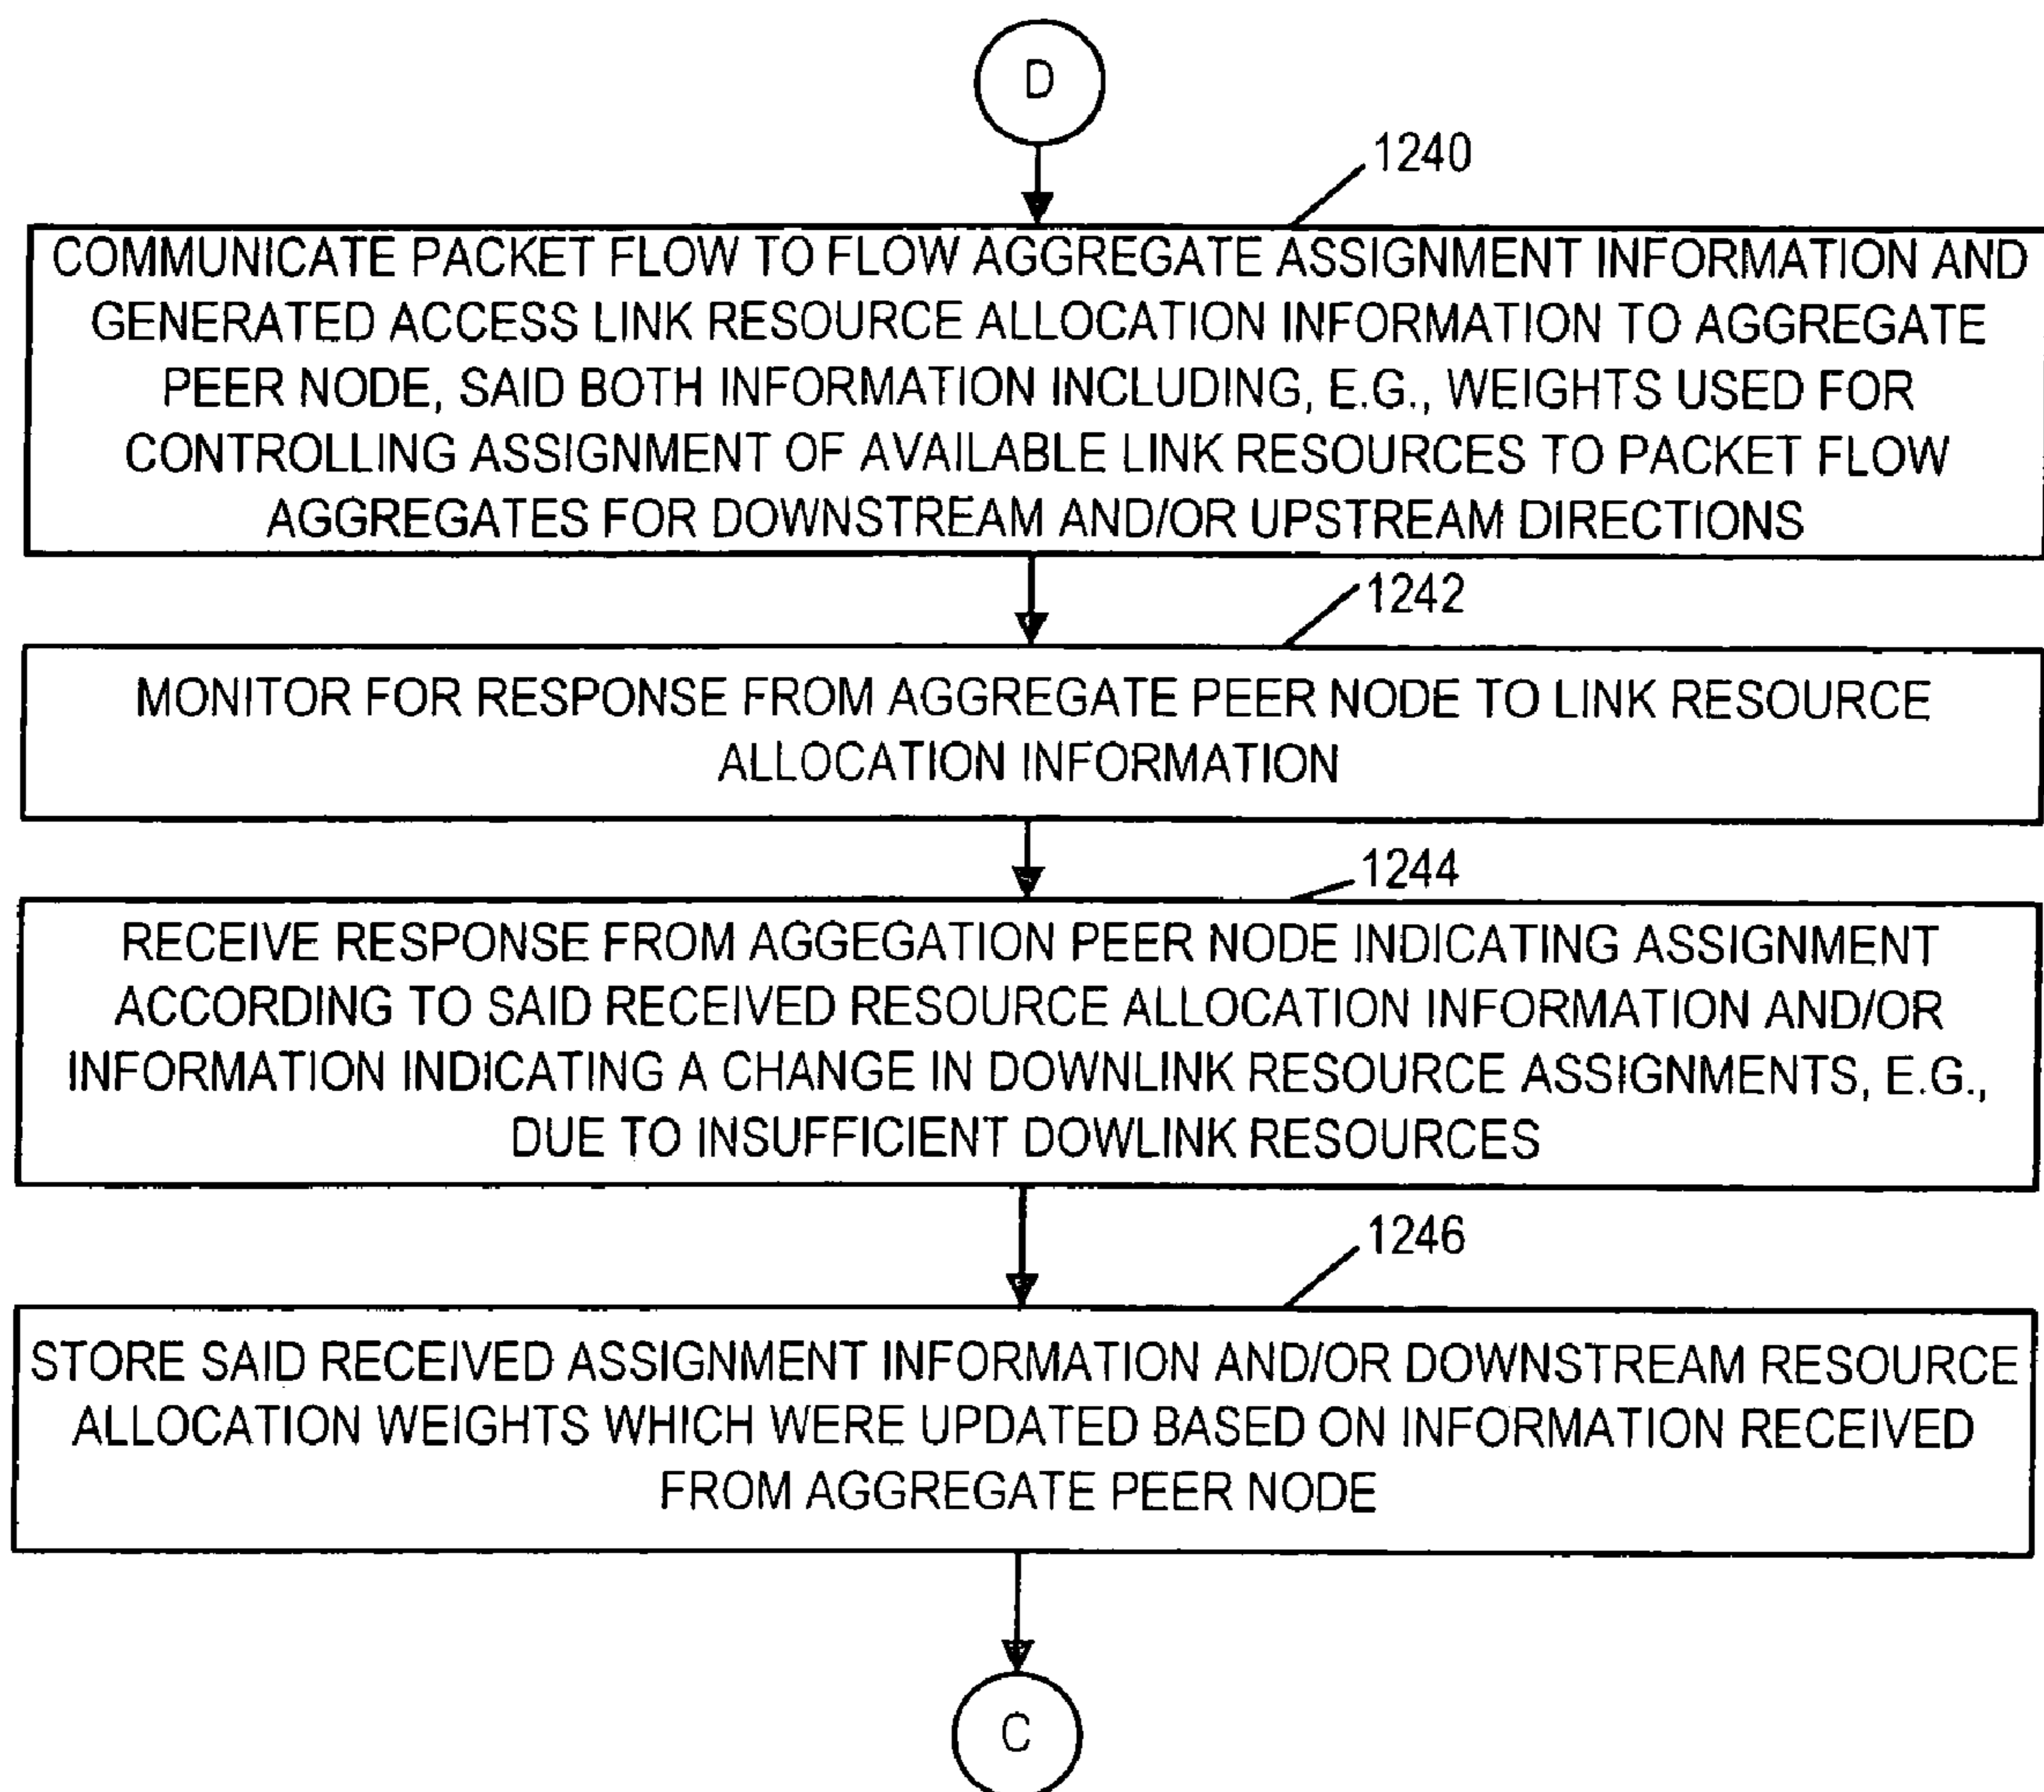 D
1240
COMMUNICATE PACKET FLOW TO FLOW AGGREGATE ASSIGNMENT INFORMATION AND
GENERATED ACCESS LINK RESOURCE ALLOCATION INFORMATION TO AGGREGATE
PEER NODE, SAID BOTH INFORMATION INCLUDING, E.G., WEIGHTS USED FOR
CONTROLLING ASSIGNMENT OF AVAILABLE LINK RESOURCES TO PACKET FLOW
AGGREGATES FOR DOWNSTREAM AND/OR UPSTREAM DIRECTIONS
1242
MONITOR FOR RESPONSE FROM AGGREGATE PEER NODE TO LINK RESOURCE
ALLOCATION INFORMATION
1244
RECEIVE RESPONSE FROM AGGEGATION PEER NODE INDICATING ASSIGNMENT
ACCORDING TO SAID RECEIVED RESOURCE ALLOCATION INFORMATION AND/OR
INFORMATION INDICATING A CHANGE IN DOWNLINK RESOURCE ASSIGNMENTS, E.G.,
DUE TO INSUFFICIENT DOWLINK RESOURCES
1246
STORE SAID RECEIVED ASSIGNMENT INFORMATION AND/OR DOWNSTREAM RESOURCE
ALLOCATION WEIGHTS WHICH WERE UPDATED BASED ON INFORMATION RECEIVED
FROM AGGREGATE PEER NODE
C